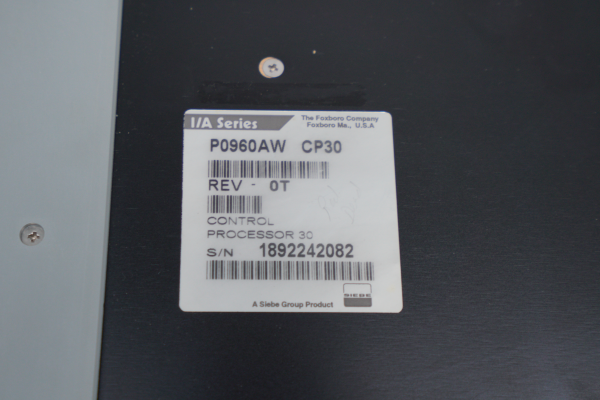 I/A Series
The Foxboro Company
Foxboro Ma., U.S.A
P0960AW CP30
REV - 0T
CONTROL
PROCESSOR 30
S/N 1892242082
A Siebe Group Product